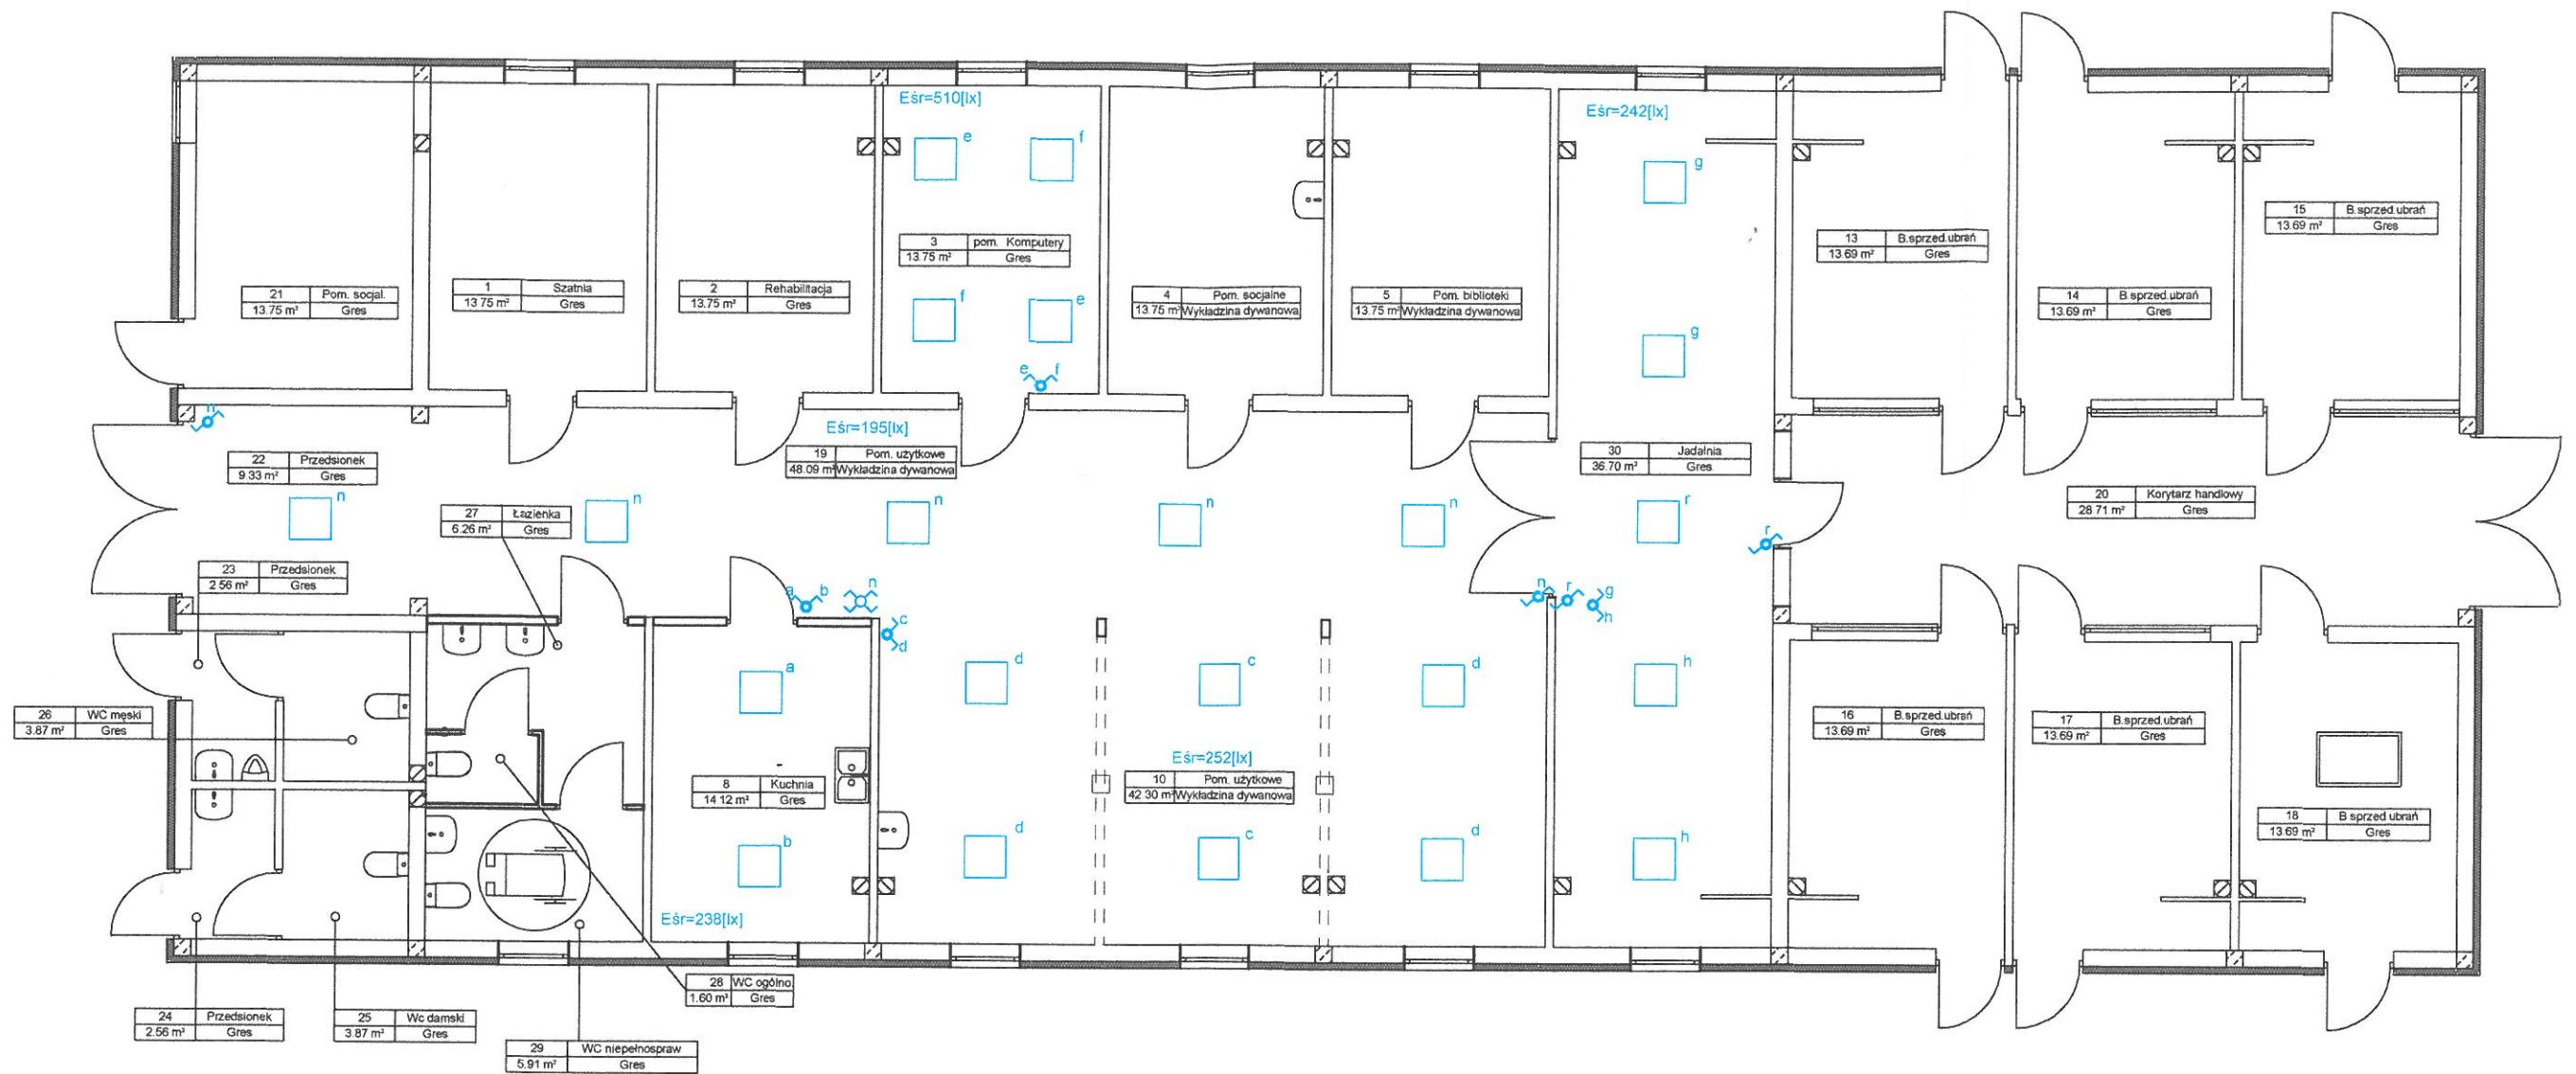 Eśr=510[lx]
Eśr=242[lx]
e
f
g
15 B.sprzed.ubrań
13.69 m² Gres
13 B.sprzed.ubrań
13.69 m² Gres
3 pom. Komputery
13.75 m² Gres
21 Pom. socjal.
13.75 m² Gres
1 Szatnia
13 75 m² Gres
2 Rehabilitacja
13.75 m² Gres
f
e
4 Pom. socjalne
13.75 m² Wykładzina dywanowa
5 Pom. biblioteki
13.75 m² Wykładzina dywanowa
g
14 B.sprzed.ubrań
13.69 m² Gres
e f
n
Eśr=195[lx]
22 Przedsionek
9.33 m² Gres
19 Pom. użytkowe
48.09 m² Wykładzina dywanowa
30 Jadalnia
36.70 m² Gres
n
n
n
n
n
r
20 Korytarz handlowy
28 71 m² Gres
27 Łazienka
6.26 m² Gres
r
23 Przedsionek
2 56 m² Gres
a b
n
c
d
n
r
g
h
a
d
c
d
h
26 WC męski
3.87 m² Gres
16 B.sprzed.ubrań
13.69 m² Gres
17 B.sprzed.ubrań
13.69 m² Gres
Eśr=252[lx]
8 Kuchnia
14 12 m² Gres
10 Pom. użytkowe
42 30 m² Wykładzina dywanowa
18 B sprzed ubrań
13.69 m² Gres
b
d
c
d
h
Eśr=238[lx]
28 WC ogólno.
1.60 m² Gres
24 Przedsionek
2.56 m² Gres
25 Wc damski
3.87 m² Gres
29 WC niepełnospraw
5.91 m² Gres